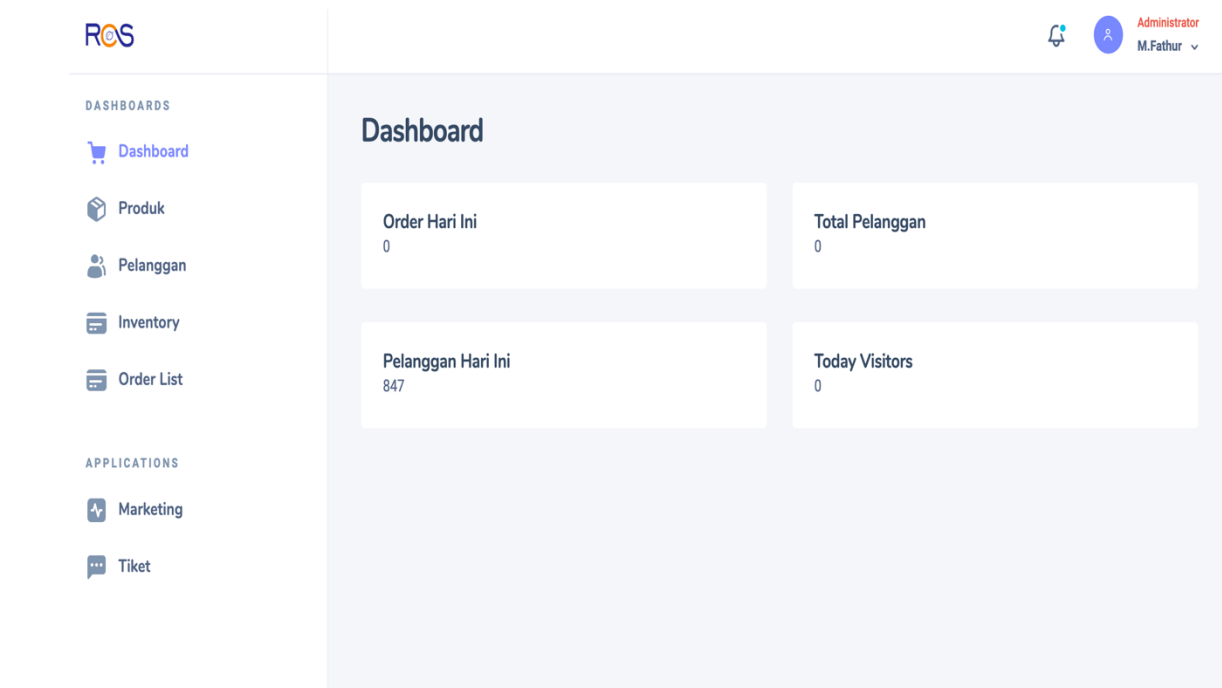 ROS
Administrator
M.Fathur
DASHBOARDS
Dashboard
Produk
Pelanggan
Inventory
Order List
APPLICATIONS
Marketing
Tiket
Dashboard
Order Hari Ini
0
Total Pelanggan
0
Pelanggan Hari Ini
847
Today Visitors
0